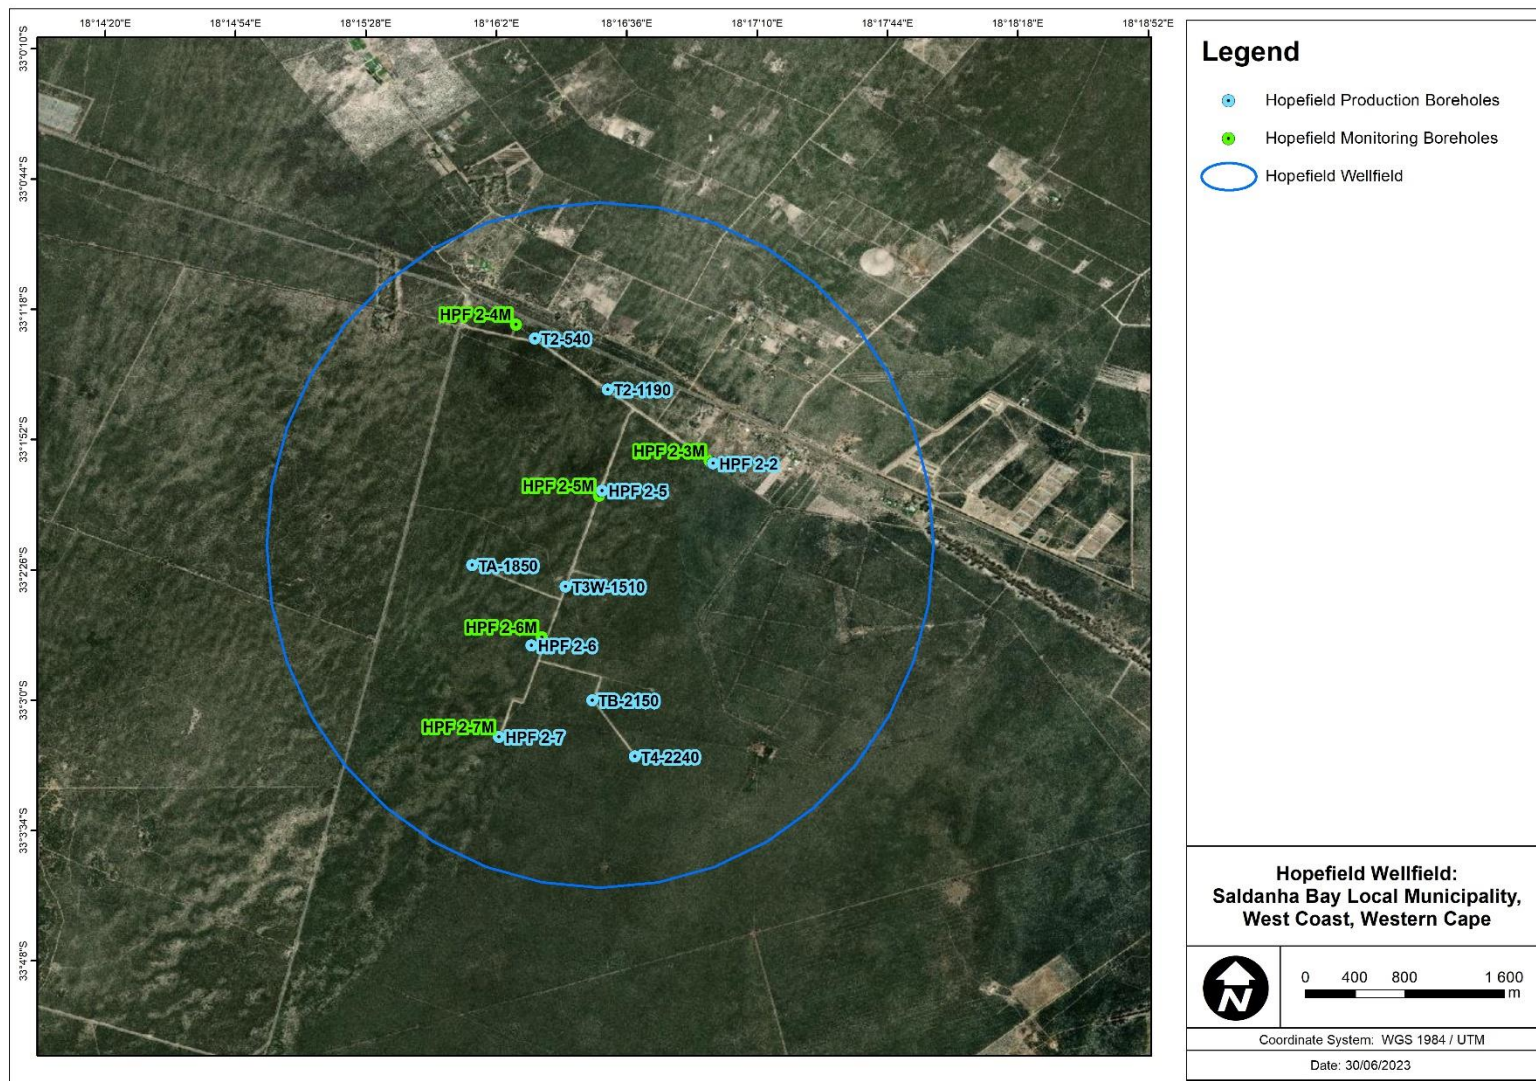 18°14'20"E
18°14'54"E
18°15'28"E
18°16'2"E
18°16'36"E
18°17'10"E
18°17'44"E
18°18'18"E
18°18'52"E
33°0'10"S
33°0'44"S
33°1'18"S
33°1'52"S
33°2'26"S
33°3'0"S
33°3'34"S
33°4'8"S
HPF 2-4M
T2-540
T2-1190
HPF 2-3M
HPF 2-2
HPF 2-5M
HPF 2-5
TA-1850
T3W-1510
HPF 2-6M
HPF 2-6
TB-2150
HPF 2-7M
HPF 2-7
T4-2240
Legend
Hopefield Production Boreholes
Hopefield Monitoring Boreholes
Hopefield Wellfield
Hopefield Wellfield:
Saldanha Bay Local Municipality,
West Coast, Western Cape
N
0 400 800 1 600
m
Coordinate System: WGS 1984 / UTM
Date: 30/06/2023